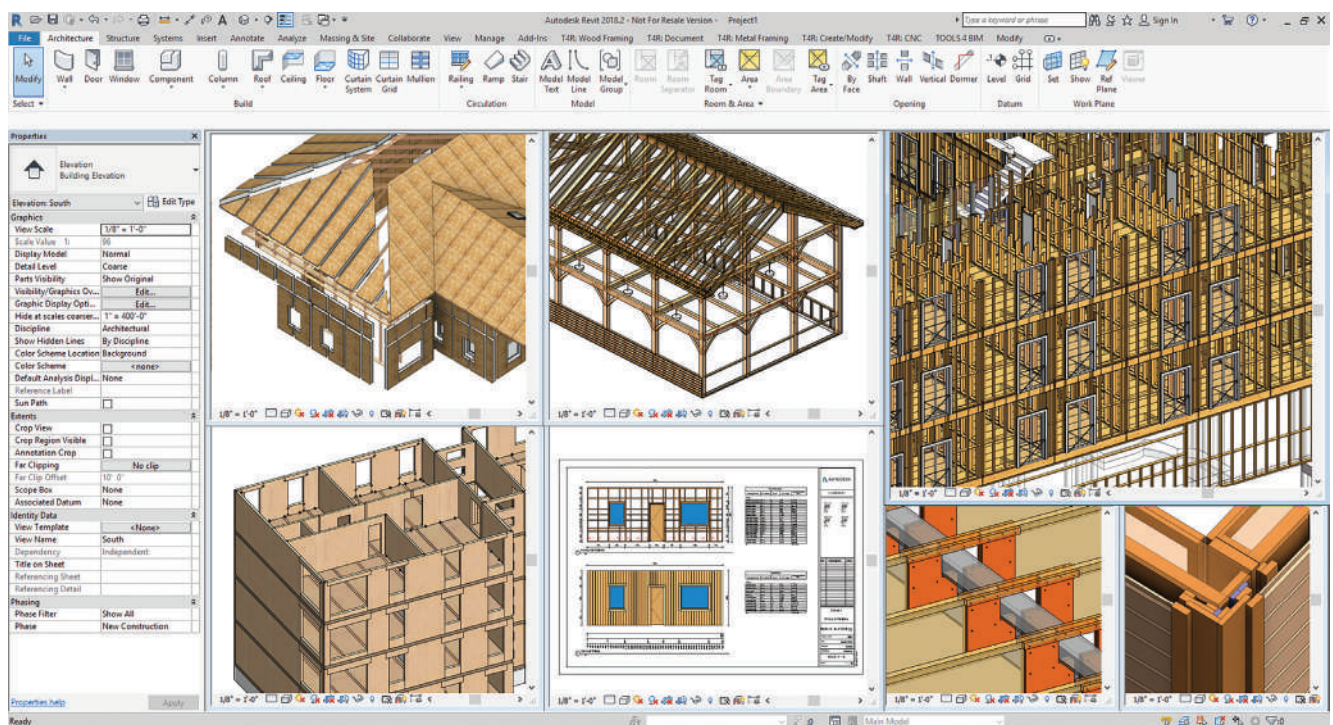 Autodesk Revit 2018.2 - Not For Resale Version - Project1
Type a keyword or phrase
Sign In
File Architecture Structure Systems Insert Annotate Analyze Massing & Site Collaborate View Manage Add-Ins T4R: Wood Framing T4R: Document T4R: Metal Framing T4R: Create/Modify T4R: CNC TOOLS4BIM Modify
Modify Wall Door Window Component Column Roof Ceiling Floor Curtain System Curtain Grid Mullion Railing Ramp Stair Model Text Model Line Model Group Room Room Separator Tag Room Area Area Boundary Tag Area By Face Shaft Wall Vertical Dormer Level Grid Set Show Ref Plane Viewer
Select Build Circulation Model Room & Area Opening Datum Work Plane
Properties
Elevation
Building Elevation
Elevation: South Edit Type
Graphics
View Scale 1/8" = 1'-0"
Scale Value 1: 96
Display Model Normal
Detail Level Coarse
Parts Visibility Show Original
Visibility/Graphics Ov... Edit...
Graphic Display Opti... Edit...
Hide at scales coarser... 1" = 400'-0"
Discipline Architectural
Show Hidden Lines By Discipline
Color Scheme Location Background
Color Scheme <none>
Default Analysis Displ... None
Reference Label
Sun Path
Extents
Crop View
Crop Region Visible
Annotation Crop
Far Clipping No clip
Far Clip Offset 10' 0"
Scope Box None
Associated Datum None
Identity Data
View Template <None>
View Name South
Dependency Independent
Title on Sheet
Referencing Sheet
Referencing Detail
Phasing
Phase Filter Show All
Phase New Construction
Properties help Apply
1/8" = 1'-0"
1/8" = 1'-0"
1/8" = 1'-0"
1/8" = 1'-0"
AUTODESK
1/8" = 1'-0"
1/8" = 1'-0"
1/8" = 1'-0"
Ready
:0 Main Model